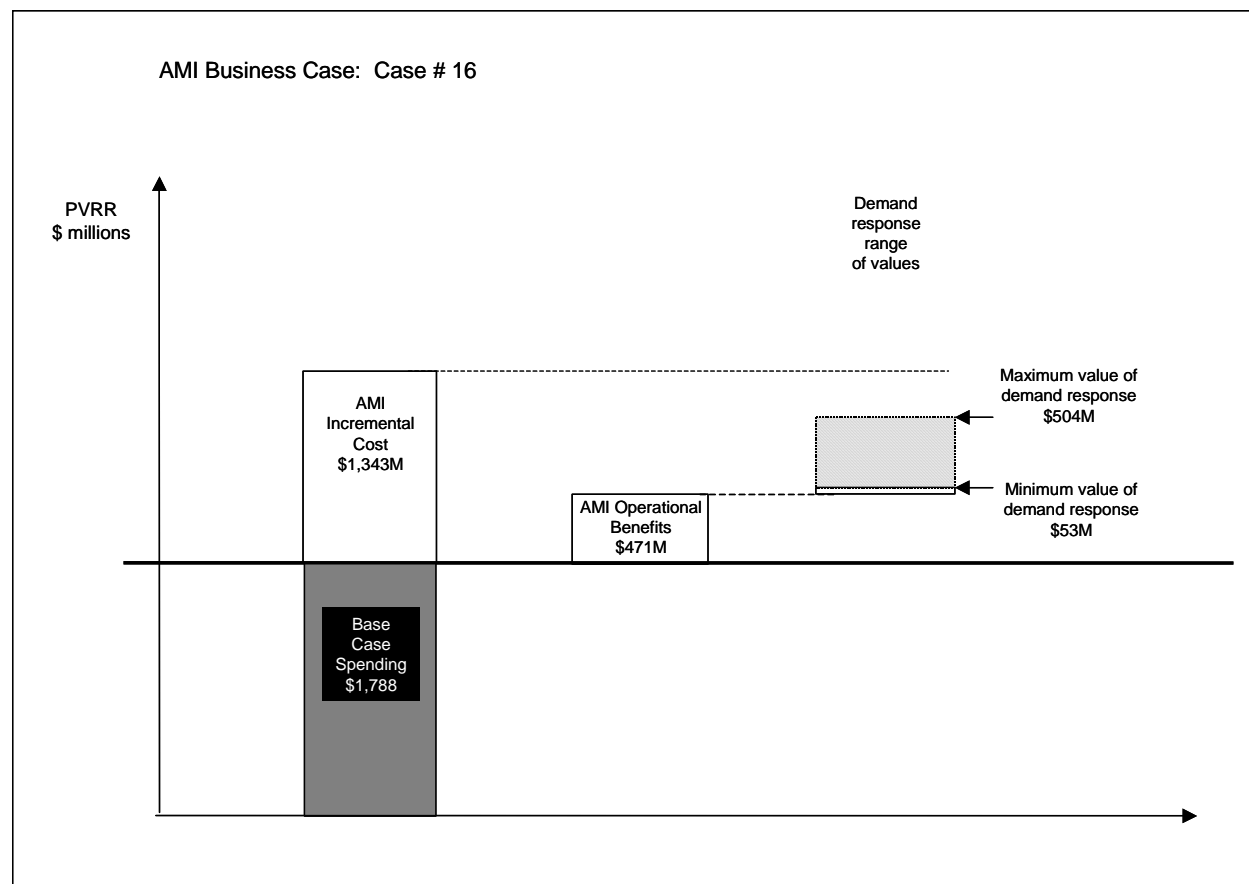 AMI Business Case: Case # 16
PVRR
$ millions
Demand
response
range
of values
AMI
Incremental
Cost
$1,343M
Maximum value of
demand response
$504M
AMI Operational
Benefits
$471M
Minimum value of
demand response
$53M
Base
Case
Spending
$1,788